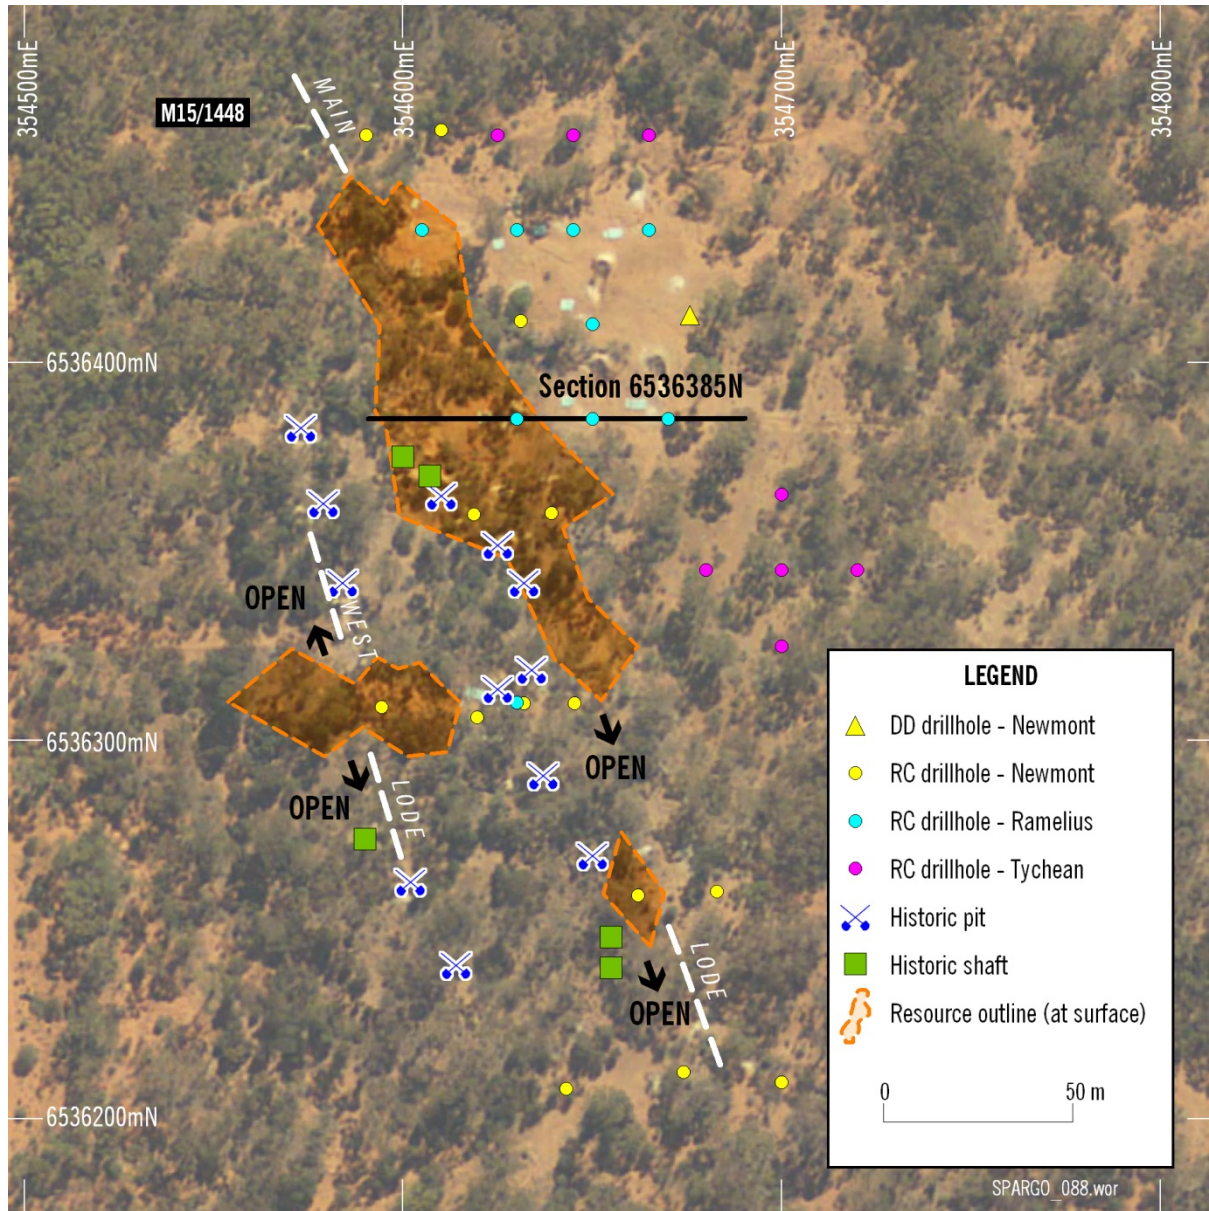 354500mE
354600mE
354700mE
354800mE
M15/1448
MAIN
6536400mN
Section 6536385N
OPEN
WEST
6536300mN
OPEN
LODE
OPEN
LODE
OPEN
6536200mN
LEGEND
DD drillhole - Newmont
RC drillhole - Newmont
RC drillhole - Ramelius
RC drillhole - Tychean
Historic pit
Historic shaft
Resource outline (at surface)
0 50 m
SPARGO_088.wor